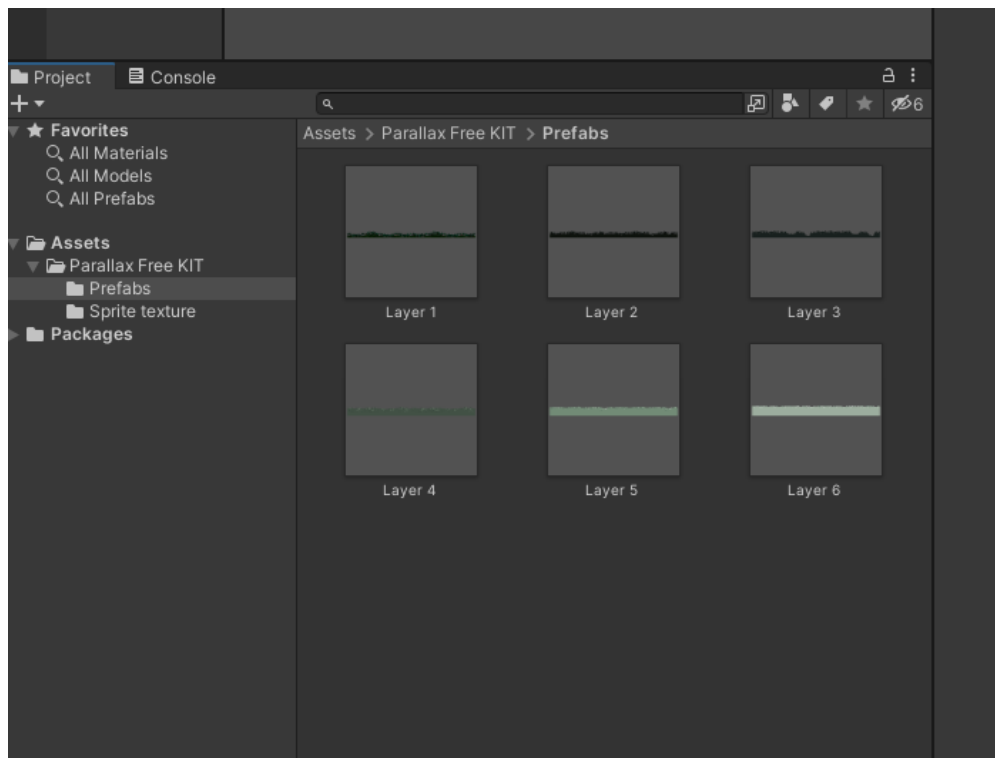 Project Console
6
Favorites
All Materials
All Models
All Prefabs
Assets
Parallax Free KIT
Prefabs
Sprite texture
Packages
Assets > Parallax Free KIT > Prefabs
Layer 1 Layer 2 Layer 3
Layer 4 Layer 5 Layer 6